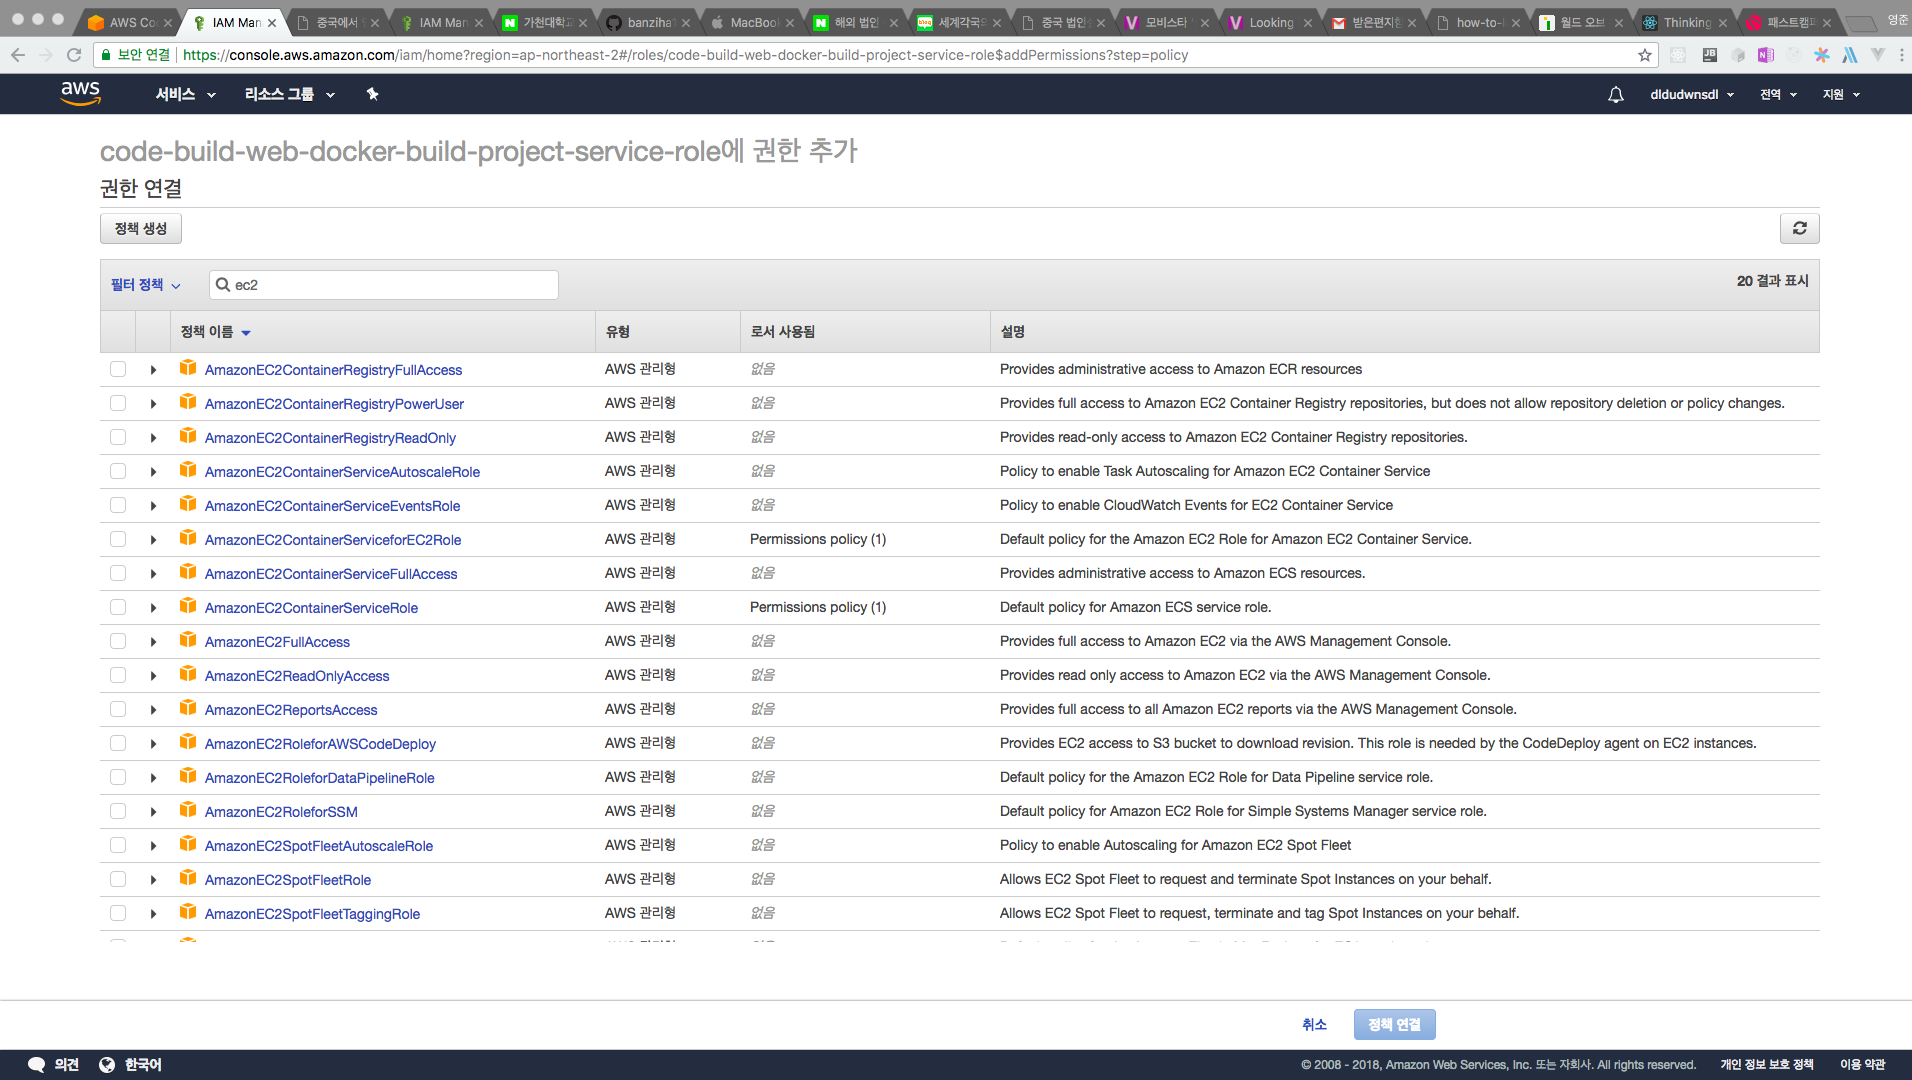 AWS Co
IAM Man
중국에서
IAM Man
가천대학교
banziha1
MacBook
해외 법인
세계각국의
중국 법인
모비스타
Looking
받은편지함
how-to-l
월드 오브
Thinking
패스트캠퍼
영준
보안 연결 https://console.aws.amazon.com/iam/home?region=ap-northeast-2#/roles/code-build-web-docker-build-project-service-role$addPermissions?step=policy
aws 서비스 리소스 그룹 dldudwnsdl 전역 지원
code-build-web-docker-build-project-service-role에 권한 추가
권한 연결
정책 생성
필터 정책 ec2 20 결과 표시
정책 이름 유형 로서 사용됨 설명
AmazonEC2ContainerRegistryFullAccess AWS 관리형 없음 Provides administrative access to Amazon ECR resources
AmazonEC2ContainerRegistryPowerUser AWS 관리형 없음 Provides full access to Amazon EC2 Container Registry repositories, but does not allow repository deletion or policy changes.
AmazonEC2ContainerRegistryReadOnly AWS 관리형 없음 Provides read-only access to Amazon EC2 Container Registry repositories.
AmazonEC2ContainerServiceAutoscaleRole AWS 관리형 없음 Policy to enable Task Autoscaling for Amazon EC2 Container Service
AmazonEC2ContainerServiceEventsRole AWS 관리형 없음 Policy to enable CloudWatch Events for EC2 Container Service
AmazonEC2ContainerServiceforEC2Role AWS 관리형 Permissions policy (1) Default policy for the Amazon EC2 Role for Amazon EC2 Container Service.
AmazonEC2ContainerServiceFullAccess AWS 관리형 없음 Provides administrative access to Amazon ECS resources.
AmazonEC2ContainerServiceRole AWS 관리형 Permissions policy (1) Default policy for Amazon ECS service role.
AmazonEC2FullAccess AWS 관리형 없음 Provides full access to Amazon EC2 via the AWS Management Console.
AmazonEC2ReadOnlyAccess AWS 관리형 없음 Provides read only access to Amazon EC2 via the AWS Management Console.
AmazonEC2ReportsAccess AWS 관리형 없음 Provides full access to all Amazon EC2 reports via the AWS Management Console.
AmazonEC2RoleforAWSCodeDeploy AWS 관리형 없음 Provides EC2 access to S3 bucket to download revision. This role is needed by the CodeDeploy agent on EC2 instances.
AmazonEC2RoleforDataPipelineRole AWS 관리형 없음 Default policy for the Amazon EC2 Role for Data Pipeline service role.
AmazonEC2RoleforSSM AWS 관리형 없음 Default policy for Amazon EC2 Role for Simple Systems Manager service role.
AmazonEC2SpotFleetAutoscaleRole AWS 관리형 없음 Policy to enable Autoscaling for Amazon EC2 Spot Fleet
AmazonEC2SpotFleetRole AWS 관리형 없음 Allows EC2 Spot Fleet to request and terminate Spot Instances on your behalf.
AmazonEC2SpotFleetTaggingRole AWS 관리형 없음 Allows EC2 Spot Fleet to request, terminate and tag Spot Instances on your behalf.
취소 정책 연결
의견 한국어 © 2008 - 2018, Amazon Web Services, Inc. 또는 자회사. All rights reserved. 개인 정보 보호 정책 이용 약관